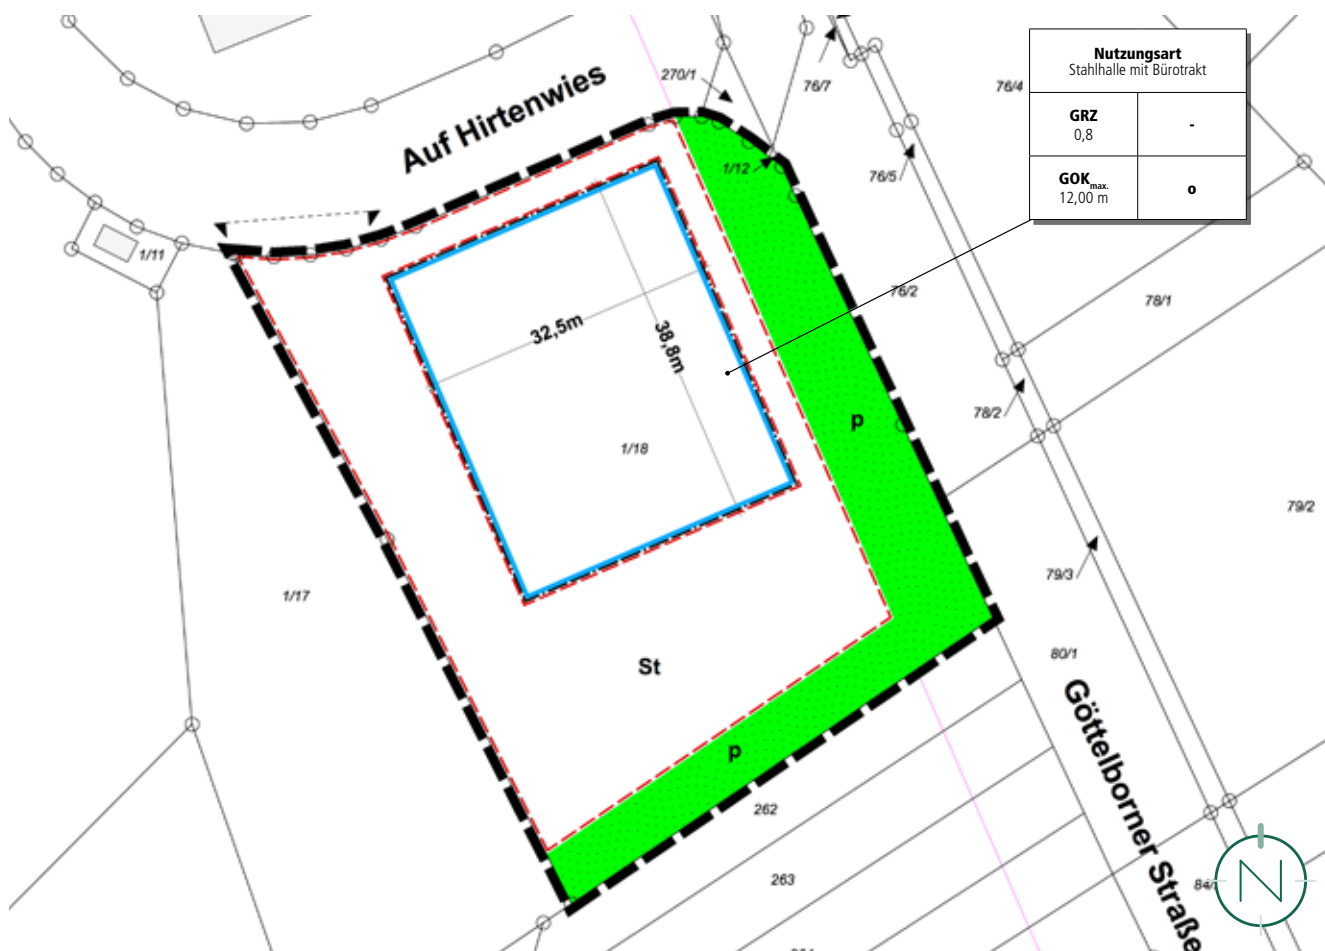 Nutzungsart
Stahlhalle mit Bürotrakt
GRZ
0,8
-
GOKmax.
12,00 m
o
Auf Hirtenwies
270/1
76/7
76/4
1/12
76/5
1/11
76/2
78/1
32,5m
38,8m
78/2
p
1/18
79/2
79/3
1/17
80/1
St
p
262
263
Göttelborner Straße
N